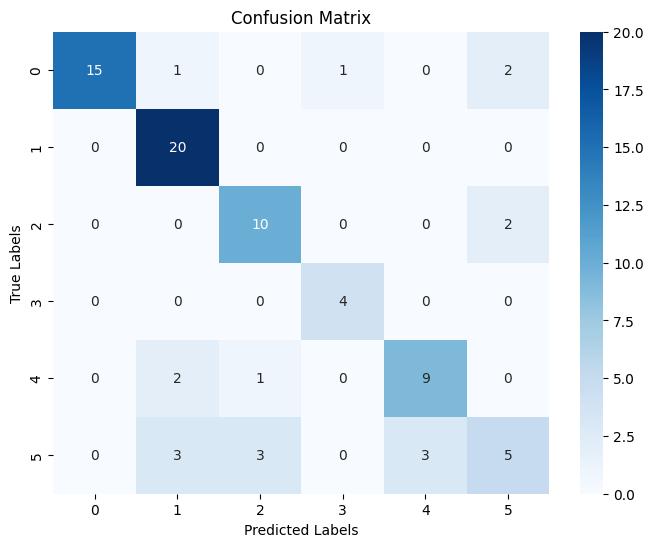 Confusion Matrix
True Labels
0 15 1 0 1 0 2
1 0 20 0 0 0 0
2 0 0 10 0 0 2
3 0 0 0 4 0 0
4 0 2 1 0 9 0
5 0 3 3 0 3 5
0 1 2 3 4 5
Predicted Labels
20.0
17.5
15.0
12.5
10.0
7.5
5.0
2.5
0.0